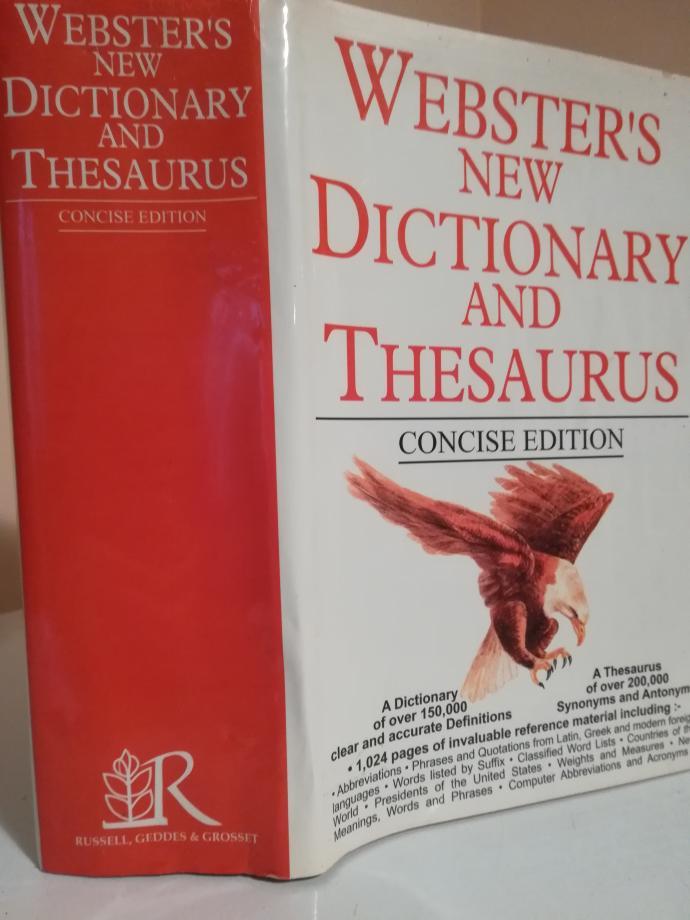 WEBSTER'S
NEW
DICTIONARY
AND
THESAURUS
CONCISE EDITION
R
RUSSELL, GEDDES & GROSSET
WEBSTER'S
NEW
DICTIONARY
AND
THESAURUS
CONCISE EDITION
A Dictionary
of over 150,000
clear and accurate Definitions
A Thesaurus
of over 200,000
Synonyms and Antonym
• 1,024 pages of invaluable reference material including :-
• Abbreviations • Phrases and Quotations from Latin, Greek and modern foreig
languages • Words listed by Suffix • Classified Word Lists • Countries of th
World • Presidents of the United States • Weights and Measures • Ne
Meanings, Words and Phrases • Computer Abbreviations and Acronyms